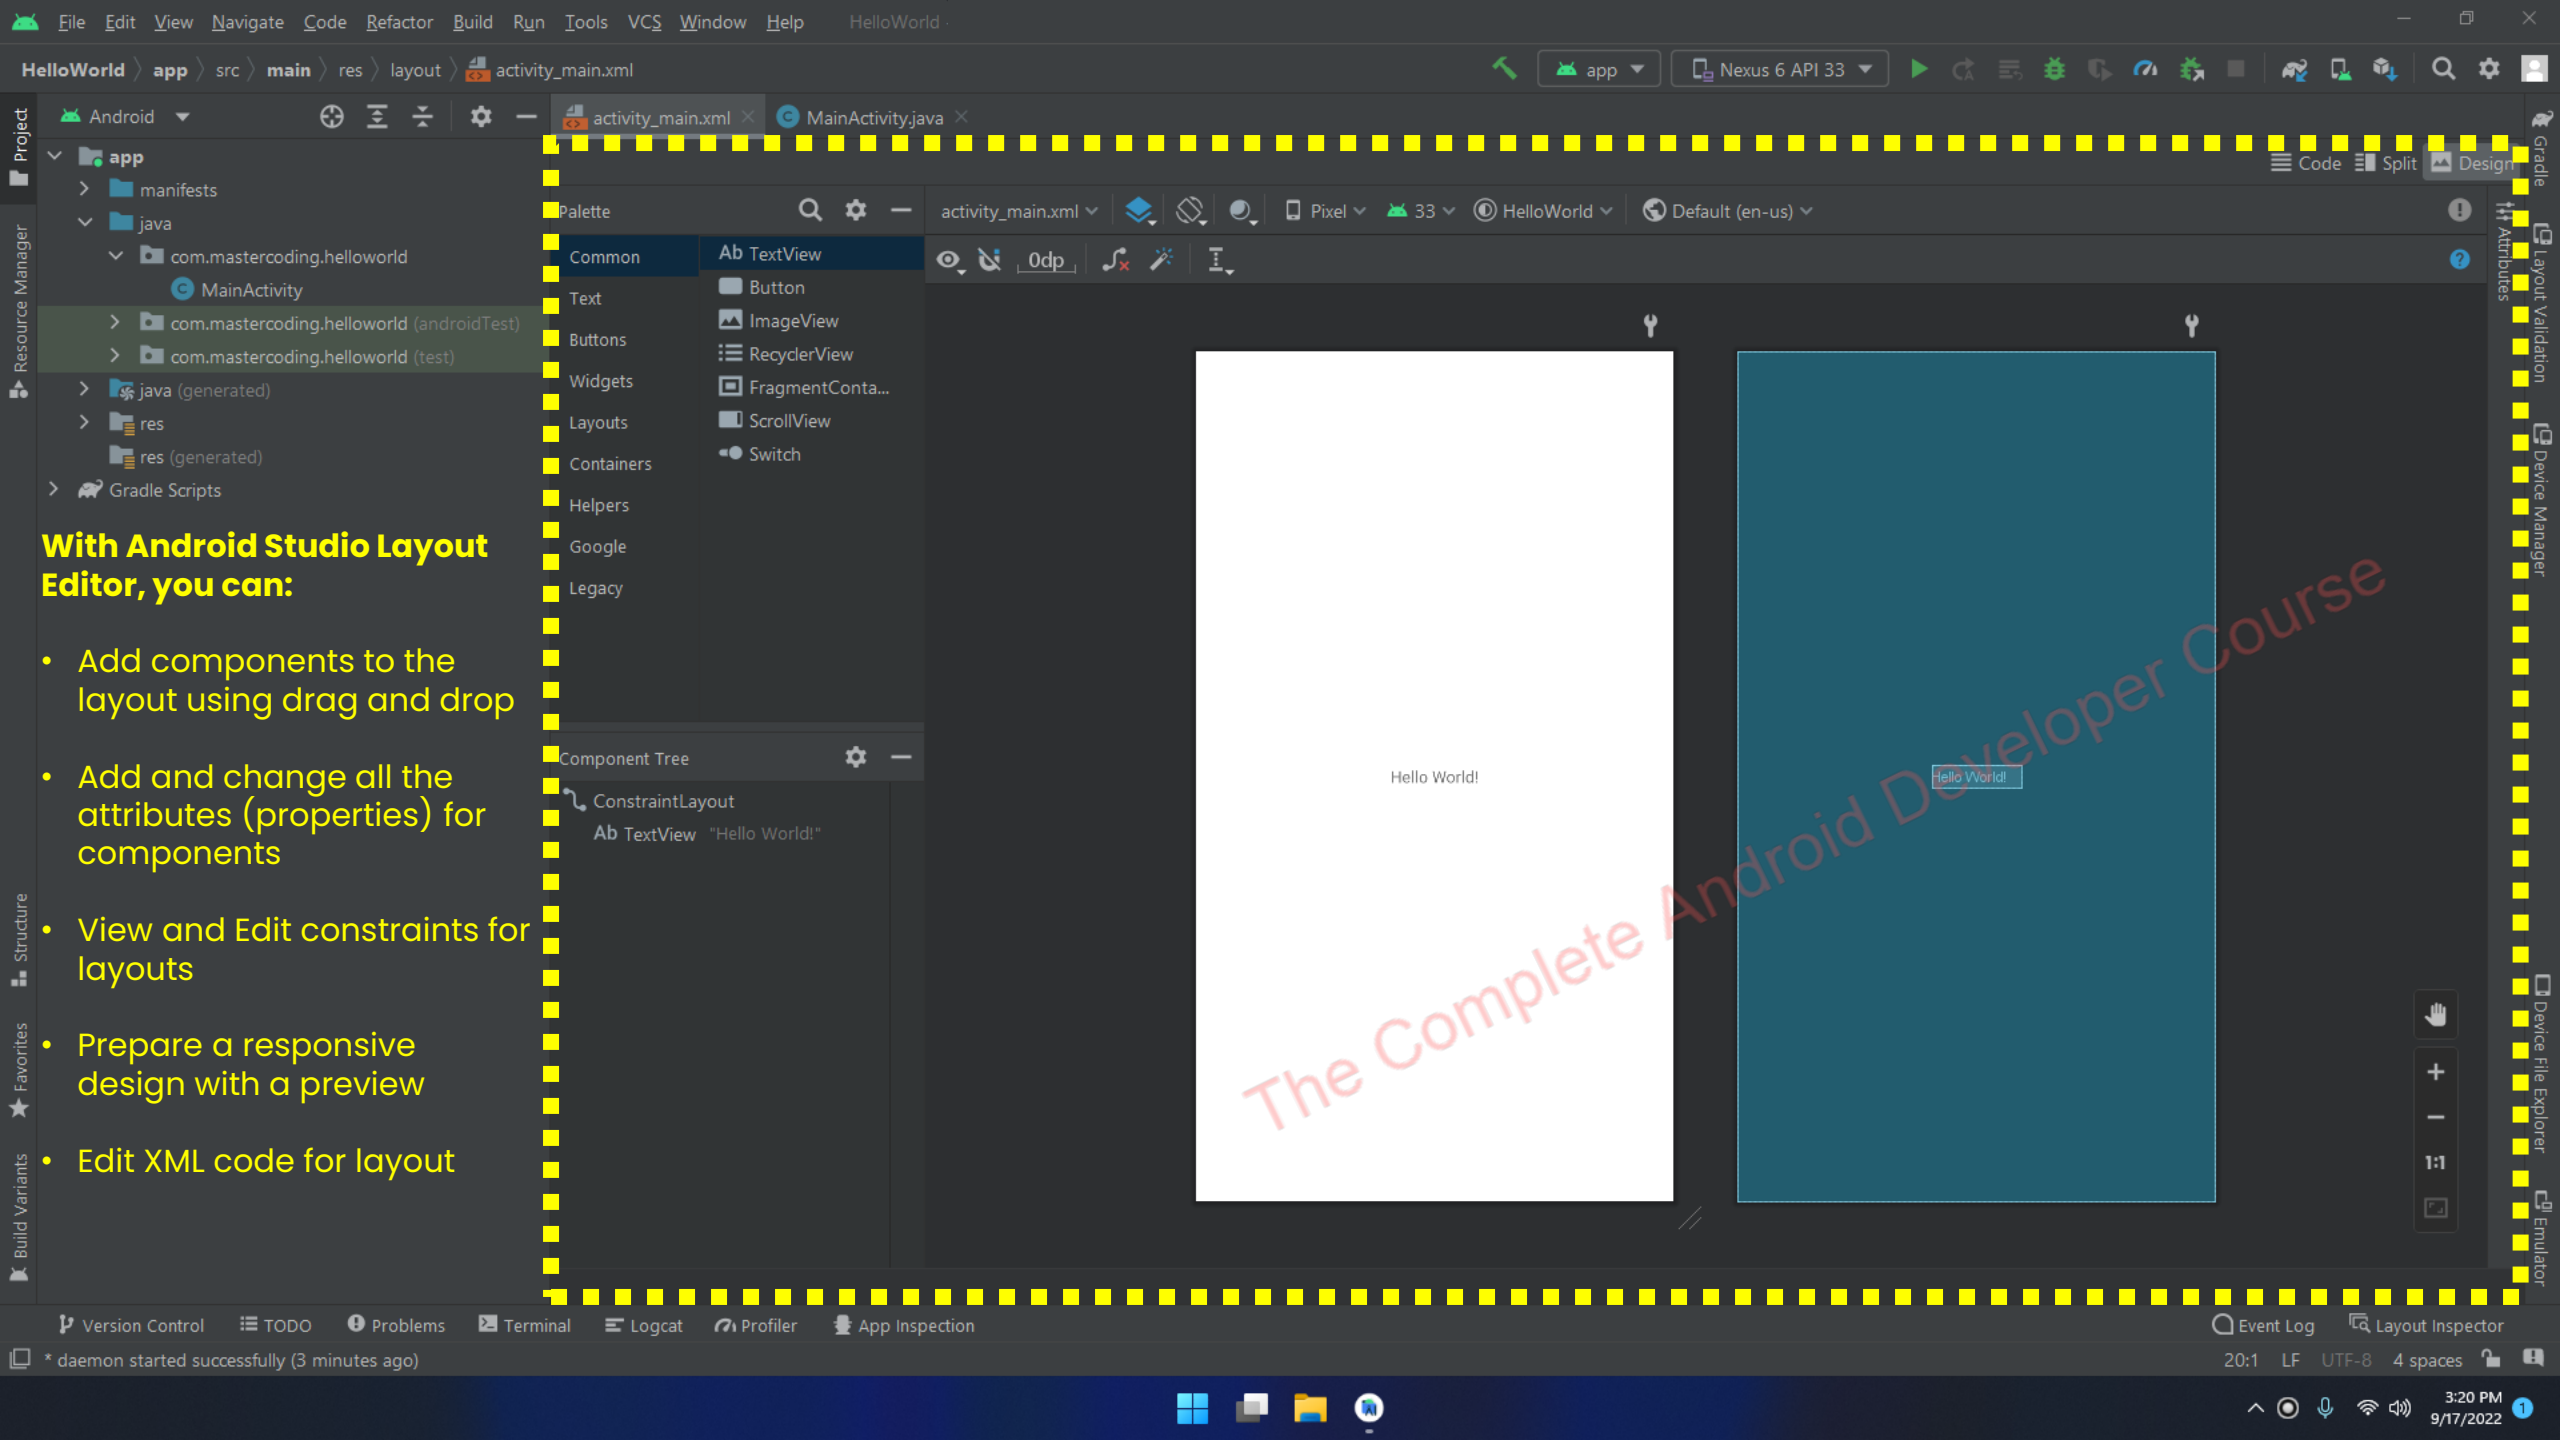 File Edit View Navigate Code Refactor Build Run Tools VCS Window Help HelloWorld -
HelloWorld app src main res layout activity_main.xml
app Nexus 6 API 33
Project
Resource Manager
Structure
Favorites
Build Variants
Android
app
manifests
java
com.mastercoding.helloworld
MainActivity
com.mastercoding.helloworld (androidTest)
com.mastercoding.helloworld (test)
java (generated)
res
res (generated)
Gradle Scripts
With Android Studio Layout
Editor, you can:
• Add components to the
layout using drag and drop
• Add and change all the
attributes (properties) for
components
• View and Edit constraints for
layouts
• Prepare a responsive
design with a preview
• Edit XML code for layout
activity_main.xml MainActivity.java
Code Split Design
Palette
Common
Text
Buttons
Widgets
Layouts
Containers
Helpers
Google
Legacy
Ab TextView
Button
ImageView
RecyclerView
FragmentConta...
ScrollView
Switch
Component Tree
ConstraintLayout
Ab TextView "Hello World!"
activity_main.xml Pixel 33 HelloWorld Default (en-us)
0dp
Hello World!
Hello World!
The Complete Android Developer Course
1:1
Attributes
Gradle
Layout Validation
Device Manager
Device File Explorer
Emulator
Version Control TODO Problems Terminal Logcat Profiler App Inspection Event Log Layout Inspector
* daemon started successfully (3 minutes ago) 20:1 LF UTF-8 4 spaces
3:20 PM
9/17/2022
1